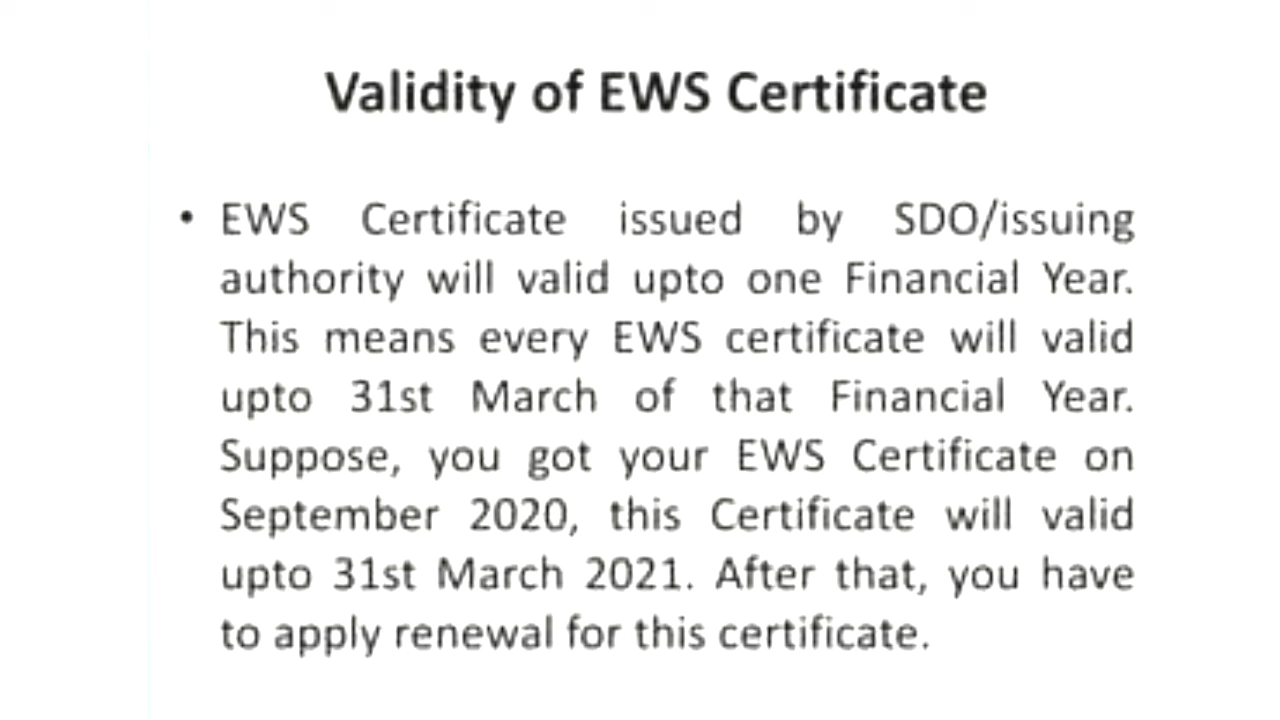 Validity of EWS Certificate
• EWS Certificate issued by SDO/issuing
authority will valid upto one Financial Year.
This means every EWS certificate will valid
upto 31st March of that Financial Year.
Suppose, you got your EWS Certificate on
September 2020, this Certificate will valid
upto 31st March 2021. After that, you have
to apply renewal for this certificate.